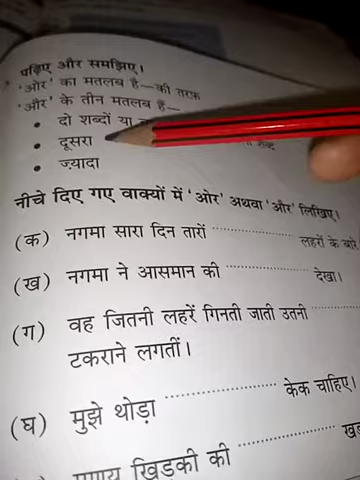 पढ़िए और समझिए।
'ओर' का मतलब है—की तरफ़
'और' के तीन मतलब हैं—
• दो शब्दों या
• दूसरा
• ज़्यादा
नीचे दिए गए वाक्यों में 'ओर' अथवा 'और' लिखिए।
(क) नगमा सारा दिन तारों .................... लहरों के बारे
(ख) नगमा ने आसमान की .................... देखा।
(ग) वह जितनी लहरें गिनती जाती उतनी ............
टकराने लगतीं।
(घ) मुझे थोड़ा .................... केक चाहिए।
खिड़की की ....................